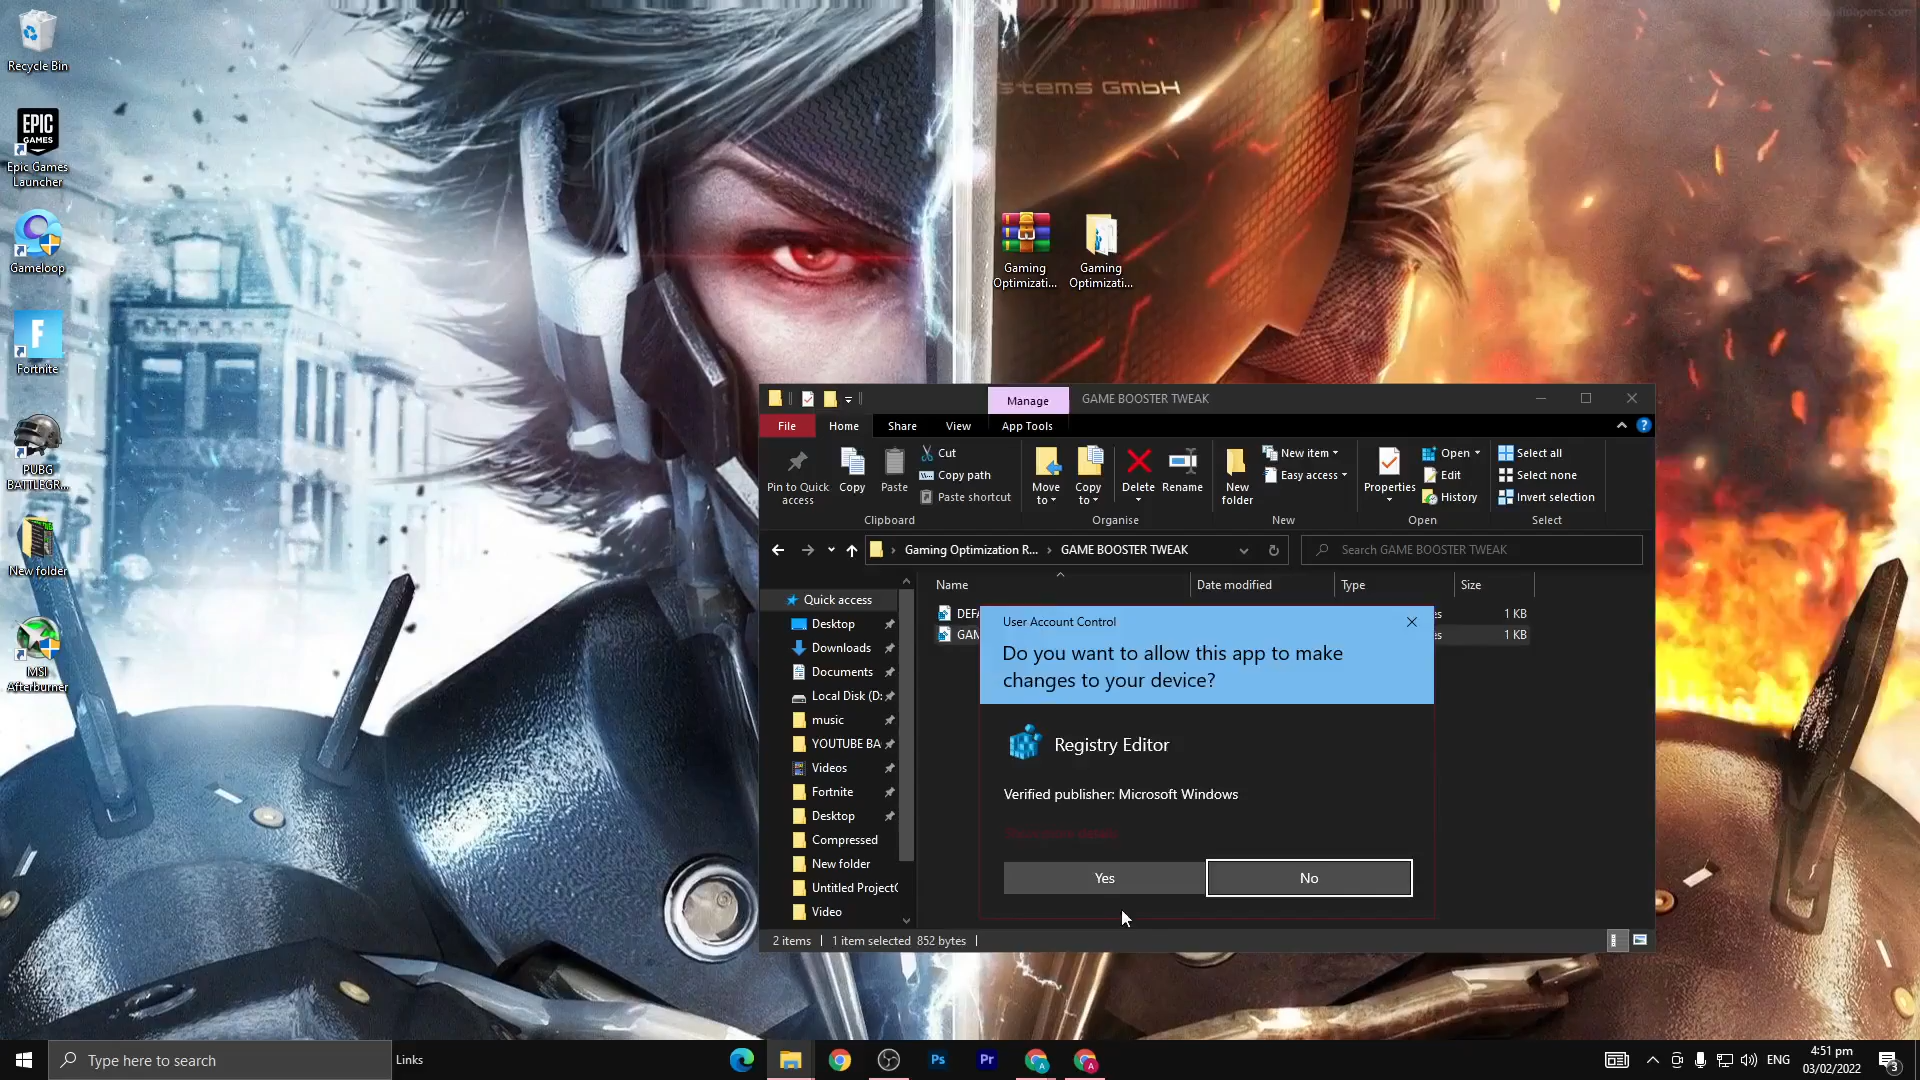 Recycle Bin
EPIC
GAMES
Epic Games
Launcher
Gameloop
Fortnite
PUBG
BATTLEGR...
New folder
MSI
Afterburner
stems GmbH
Gaming
Optimizati...
Gaming
Optimizati...
Manage
GAME BOOSTER TWEAK
File
Home
Share
View
App Tools
Pin to Quick
access
Copy
Paste
Cut
Copy path
Paste shortcut
Clipboard
Move
to
Copy
to
Delete
Rename
Organise
New
folder
New item
Easy access
New
Properties
Open
Edit
History
Open
Select all
Select none
Invert selection
Select
Gaming Optimization R...
GAME BOOSTER TWEAK
Search GAME BOOSTER TWEAK
Name
Date modified
Type
Size
Quick access
Desktop
Downloads
Documents
Local Disk (D:
music
YOUTUBE BA
Videos
Fortnite
Desktop
Compressed
New folder
Untitled Project
Video
1 KB
1 KB
User Account Control
Do you want to allow this app to make
changes to your device?
Registry Editor
Verified publisher: Microsoft Windows
Yes
No
2 items
1 item selected 852 bytes
Type here to search
Links
Ps
Pr
ENG
4:51 pm
03/02/2022
3